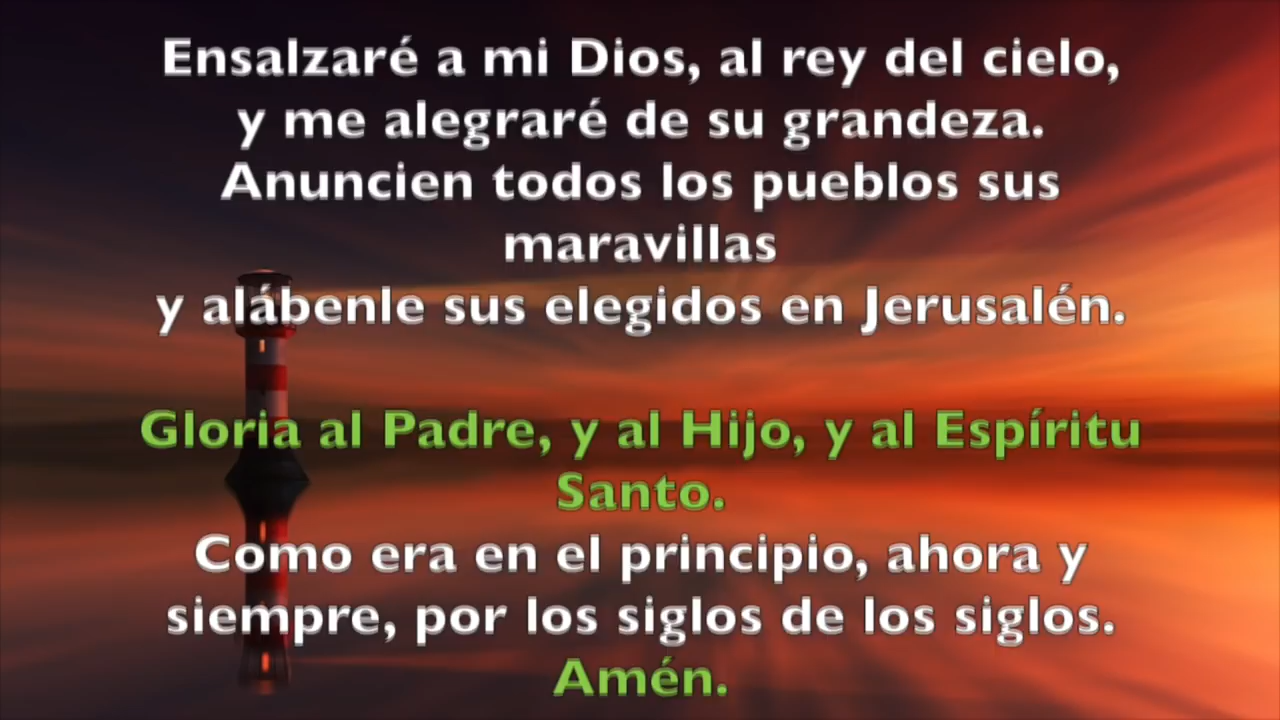 Ensalzaré a mi Dios, al rey del cielo,
y me alegraré de su grandeza.
Anuncien todos los pueblos sus
maravillas
y alábenle sus elegidos en Jerusalén.
Gloria al Padre, y al Hijo, y al Espíritu
Santo.
Como era en el principio, ahora y
siempre, por los siglos de los siglos.
Amén.